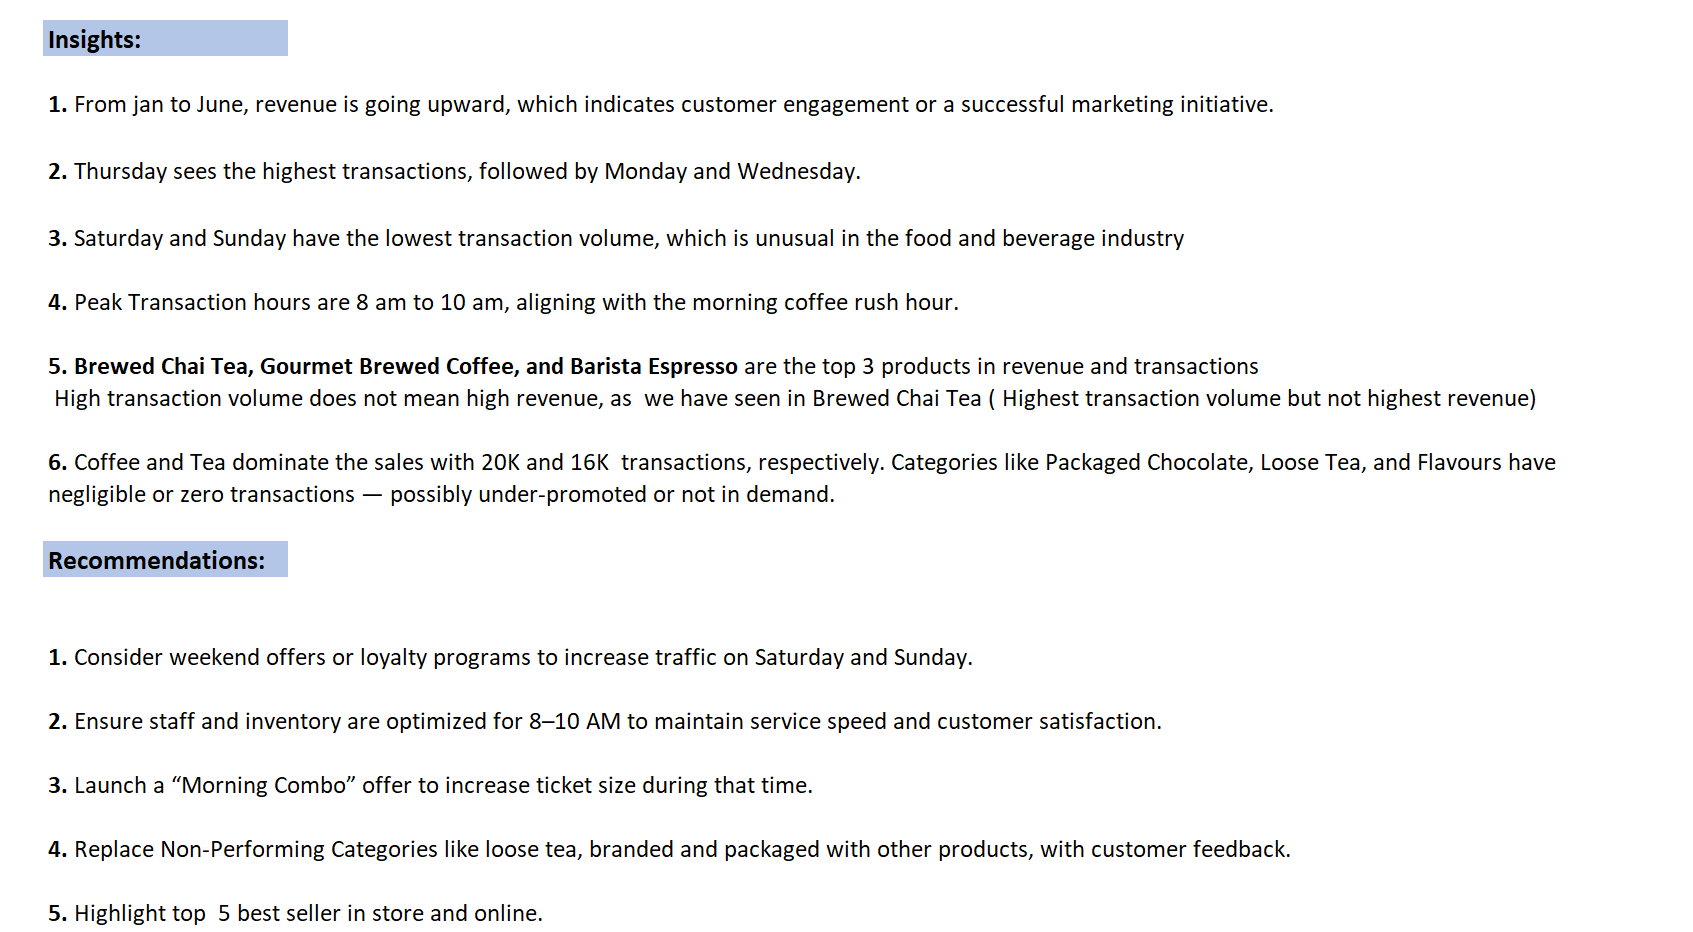 Insights:
1. From jan to June, revenue is going upward, which indicates customer engagement or a successful marketing initiative.
2. Thursday sees the highest transactions, followed by Monday and Wednesday.
3. Saturday and Sunday have the lowest transaction volume, which is unusual in the food and beverage industry
4. Peak Transaction hours are 8 am to 10 am, aligning with the morning coffee rush hour.
5. Brewed Chai Tea, Gourmet Brewed Coffee, and Barista Espresso are the top 3 products in revenue and transactions
High transaction volume does not mean high revenue, as  we have seen in Brewed Chai Tea ( Highest transaction volume but not highest revenue)
6. Coffee and Tea dominate the sales with 20K and 16K  transactions, respectively. Categories like Packaged Chocolate, Loose Tea, and Flavours have
negligible or zero transactions — possibly under-promoted or not in demand.
Recommendations:
1. Consider weekend offers or loyalty programs to increase traffic on Saturday and Sunday.
2. Ensure staff and inventory are optimized for 8–10 AM to maintain service speed and customer satisfaction.
3. Launch a “Morning Combo” offer to increase ticket size during that time.
4. Replace Non-Performing Categories like loose tea, branded and packaged with other products, with customer feedback.
5. Highlight top  5 best seller in store and online.